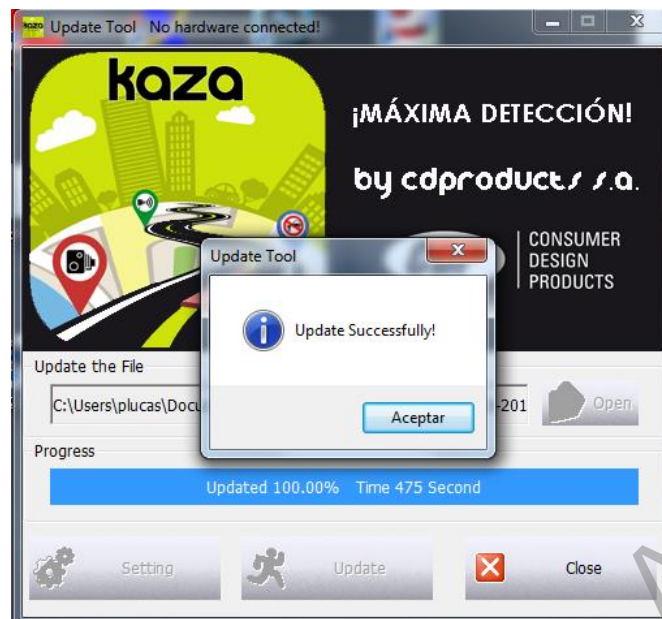 kaza Update Tool No hardware connected!
kaza
¡MÁXIMA DETECCIÓN!
by cdproducts s.a.
CONSUMER
DESIGN
PRODUCTS
Update Tool
Update Successfully!
Aceptar
Update the File
C:\Users\plucas\Docu
-201
Open
Progress
Updated 100.00% Time 475 Second
Setting
Update
Close